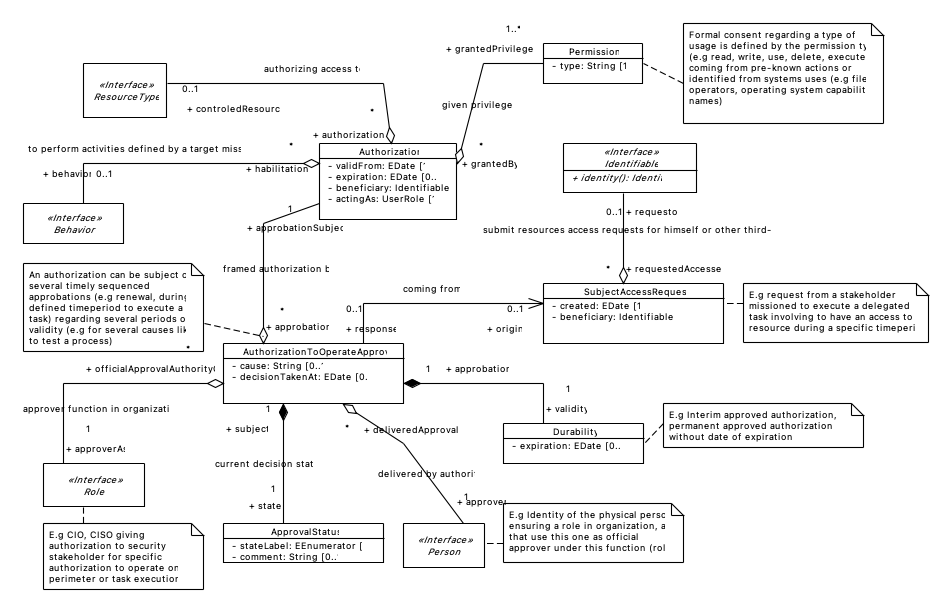 1..*
+ grantedPrivilege
Permission
- type: String [1
Formal consent regarding a type of
usage is defined by the permission ty
(e.g read, write, use, delete, execute
coming from pre-known actions or
identified from systems uses (e.g file
operators, operating system capabilit
names)
authorizing access to
«Interface»
ResourceType
0..1
+ controledResourc
*
given privilege
+ authorization
*
*
to perform activities defined by a target miss
+ habilitation
+ behavior 0..1
Authorization
- validFrom: EDate [
- expiration: EDate [0..
- beneficiary: Identifiable
- actingAs: UserRole [
+ grantedBy
«Interface»
Identifiable
+ identity(): Identi
«Interface»
Behavior
1
+ approbationSubjec
0..1 + requesto
submit resources access requests for himself or other third-
framed authorization b
* + requestedAccesse
An authorization can be subject o
several timely sequenced
approbations (e.g renewal, during
defined timeperiod to execute a
task) regarding several periods o
validity (e.g for several causes lik
to test a process)
coming from
0..1
+ response
0..1
+ origin
*
+ approbation
SubjectAccessReques
- created: EDate [1
- beneficiary: Identifiable
E.g request from a stakeholder
missioned to execute a delegated
task involving to have an access to
resource during a specific timeperi
*
+ officialApprovalAuthority
AuthorizationToOperateApprov
- cause: String [0..
- decisionTakenAt: EDate [0.
1
+ approbation
1
+ validity
approver function in organizati
1
+ approverAs
1
+ subject
*
+ deliveredApproval
Durability
- expiration: EDate [0..
E.g Interim approved authorization,
permanent approved authorization
without date of expiration
«Interface»
Role
current decision stat
delivered by authori
1
+ state
1
+ approver
E.g CIO, CISO giving
authorization to security
stakeholder for specific
authorization to operate on
perimeter or task execution
ApprovalStatus
- stateLabel: EEnumerator [
- comment: String [0..
«Interface»
Person
E.g Identity of the physical perso
ensuring a role in organization, a
that use this one as official
approver under this function (rol